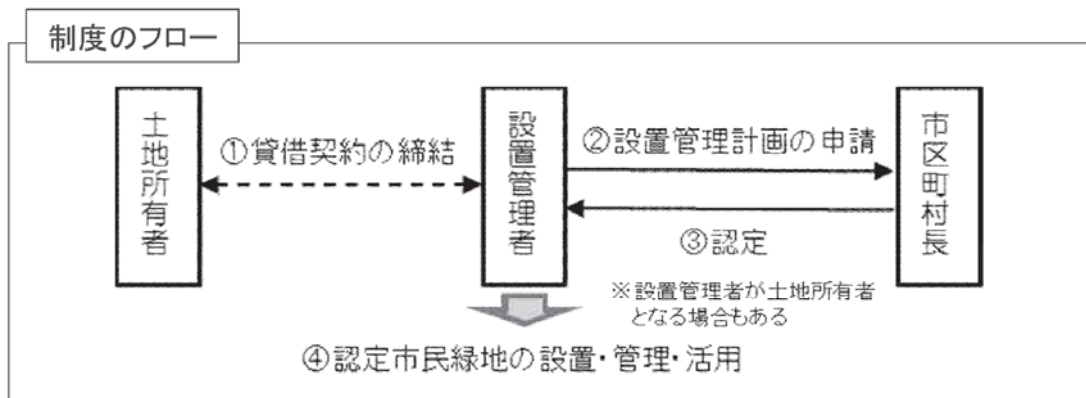 制度のフロー
土地所有者
①貸借契約の締結
設置管理者
②設置管理計画の申請
③認定
市区町村長
※設置管理者が土地所有者
となる場合もある
④認定市民緑地の設置・管理・活用